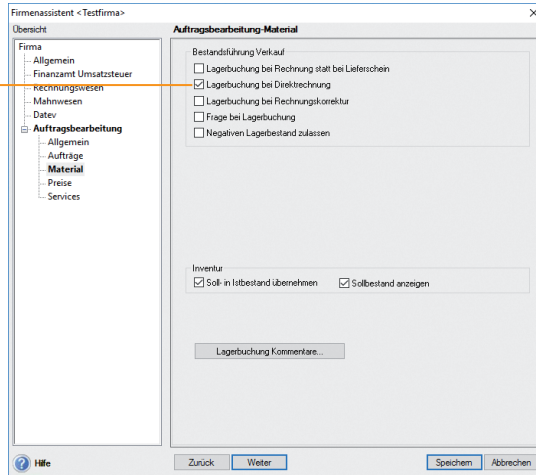 Firmenassistent <Testfirma>
Übersicht
Auftragsbearbeitung-Material
Firma
Allgemein
Finanzamt Umsatzsteuer
Rechnungswesen
Mahnwesen
Datev
Auftragsbearbeitung
Allgemein
Aufträge
Material
Preise
Services
Bestandsführung Verkauf
Lagerbuchung bei Rechnung statt bei Lieferschein
Lagerbuchung bei Direktrechnung
Lagerbuchung bei Rechnungskorrektur
Frage bei Lagerbuchung
Negativen Lagerbestand zulassen
Inventur
Soll- in Istbestand übernehmen Sollbestand anzeigen
Lagerbuchung Kommentare...
? Hilfe Zurück Weiter Speichern Abbrechen